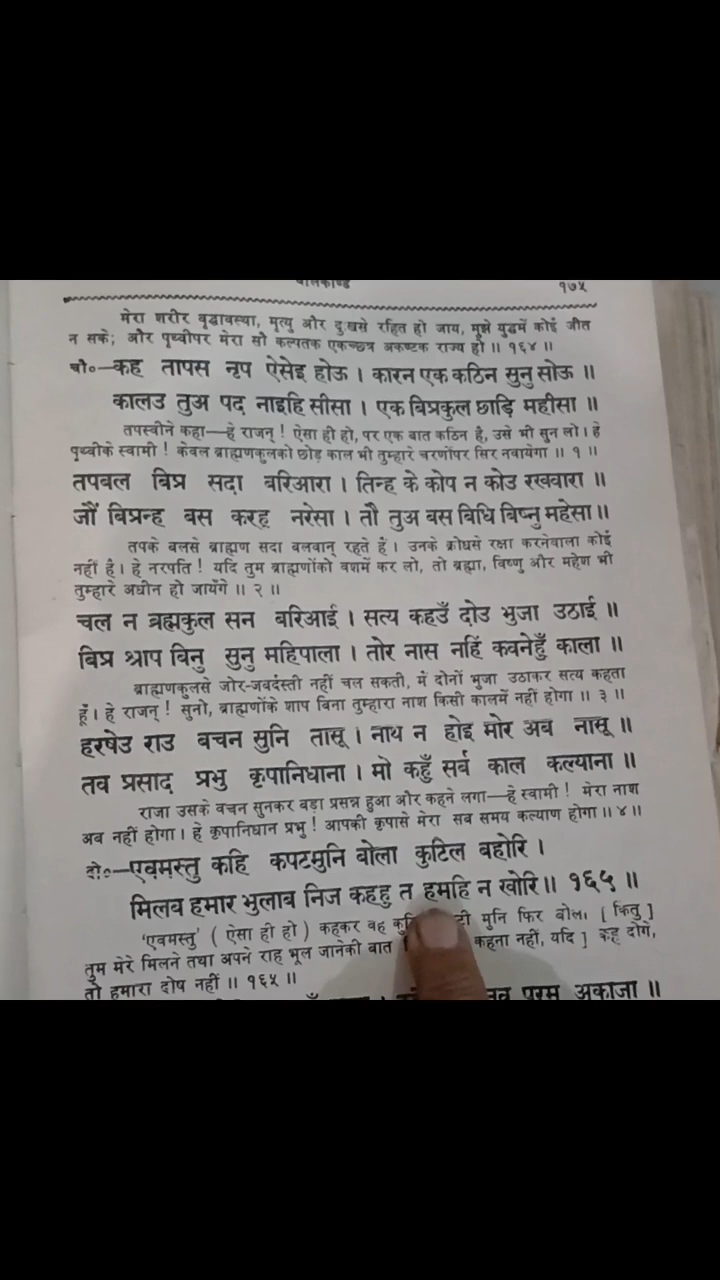 बालकाण्ड १७५
मेरा शरीर वृद्धावस्था, मृत्यु और दुःखसे रहित हो जाय, मुझे युद्धमें कोई जीत
न सके; और पृथ्वीपर मेरा सौ कल्पतक एकच्छत्र अकण्टक राज्य हो ॥ १६४ ॥
चौ०—कह तापस नृप ऐसेइ होऊ । कारन एक कठिन सुनु सोऊ ॥
कालउ तुअ पद नाइहि सीसा । एक बिप्रकुल छाड़ि महीसा ॥
तपस्वीने कहा—हे राजन् ! ऐसा ही हो, पर एक बात कठिन है, उसे भी सुन लो । हे
पृथ्वीके स्वामी ! केवल ब्राह्मणकुलको छोड़ काल भी तुम्हारे चरणोंपर सिर नवायेगा ॥ १ ॥
तपबल बिप्र सदा बरिआरा । तिन्ह के कोप न कोउ रखवारा ॥
जौं बिप्रन्ह बस करहु नरेसा । तौ तुअ बस बिधि बिष्नु महेसा ॥
तपके बलसे ब्राह्मण सदा बलवान् रहते हैं । उनके क्रोधसे रक्षा करनेवाला कोई
नहीं है । हे नरपति ! यदि तुम ब्राह्मणोंको वशमें कर लो, तो ब्रह्मा, विष्णु और महेश भी
तुम्हारे अधीन हो जायँगे ॥ २ ॥
चल न ब्रह्मकुल सन बरिआई । सत्य कहउँ दोउ भुजा उठाई ॥
बिप्र श्राप बिनु सुनु महिपाला । तोर नास नहिं कवनेहुँ काला ॥
ब्राह्मणकुलसे जोर-जबर्दस्ती नहीं चल सकती, मैं दोनों भुजा उठाकर सत्य कहता
हूँ । हे राजन् ! सुनो, ब्राह्मणोंके शाप बिना तुम्हारा नाश किसी कालमें नहीं होगा ॥ ३ ॥
हरषेउ राउ बचन सुनि तासू । नाथ न होइ मोर अब नासू ॥
तव प्रसाद प्रभु कृपानिधाना । मो कहुँ सर्ब काल कल्याना ॥
राजा उसके वचन सुनकर बड़ा प्रसन्न हुआ और कहने लगा—हे स्वामी ! मेरा नाश
अब नहीं होगा । हे कृपानिधान प्रभु ! आपकी कृपासे मेरा सब समय कल्याण होगा ॥ ४ ॥
दो०—एवमस्तु कहि कपटमुनि बोला कुटिल बहोरि ।
मिलब हमार भुलाब निज कहहु त हमहि न खोरि ॥ १६५ ॥
'एवमस्तु' ( ऐसा ही हो ) कहकर वह मुनि फिर बोला [ किंतु ]
तुम मेरे मिलने तथा अपने राह भूल जानेकी बात कहना नहीं, यदि ] कह दोगे,
तो हमारा दोष नहीं ॥ १६५ ॥
परम अकाजा ॥